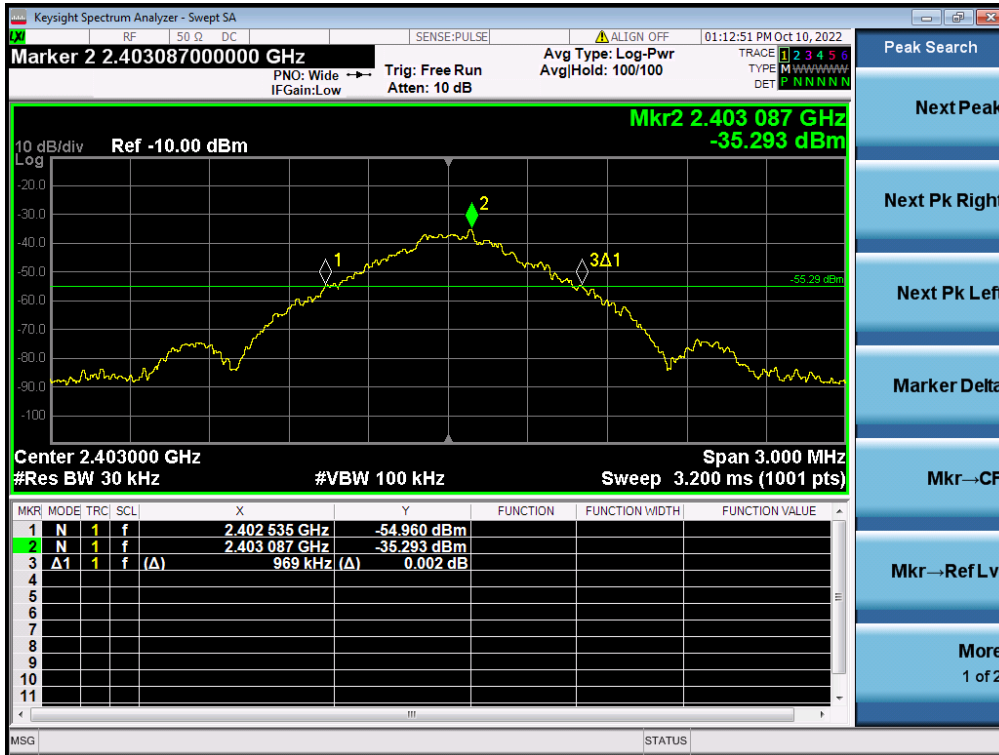 Keysight Spectrum Analyzer - Swept SA
LXI RF 50 Ω DC SENSE:PULSE ALIGN OFF 01:12:51 PM Oct 10, 2022
Marker 2 2.403087000000 GHz
PNO: Wide
IFGain:Low
Trig: Free Run
Atten: 10 dB
Avg Type: Log-Pwr
Avg|Hold: 100/100
TRACE 1 2 3 4 5 6
TYPE M WWWWW
DET P N N N N N
Mkr2 2.403 087 GHz
-35.293 dBm
10 dB/div Ref -10.00 dBm
Log
-20.0
-30.0
-40.0
-50.0
-60.0
-70.0
-80.0
-90.0
-100
2
1
3Δ1
-55.29 dBm
Center 2.403000 GHz Span 3.000 MHz
#Res BW 30 kHz #VBW 100 kHz Sweep 3.200 ms (1001 pts)
MKR MODE TRC SCL X Y FUNCTION FUNCTION WIDTH FUNCTION VALUE
1 N 1 f 2.402 535 GHz -54.960 dBm
2 N 1 f 2.403 087 GHz -35.293 dBm
3 Δ1 1 f (Δ) 969 kHz (Δ) 0.002 dB
4
5
6
7
8
9
10
11
MSG STATUS
Peak Search
Next Peak
Next Pk Right
Next Pk Left
Marker Delta
Mkr→CF
Mkr→Ref Lv
More
1 of 2